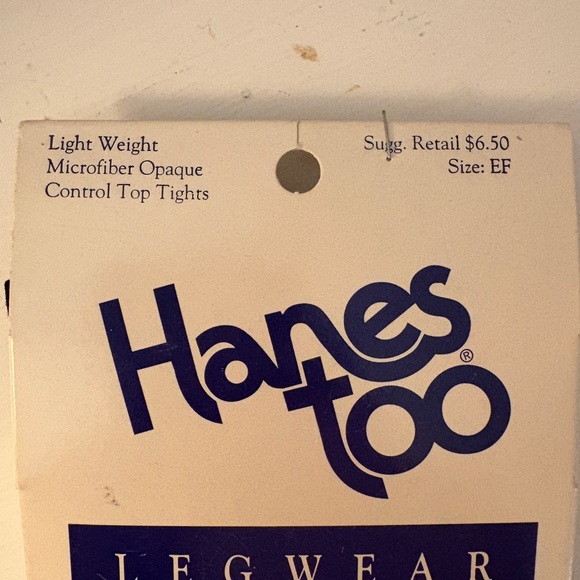 Light Weight
Microfiber Opaque
Control Top Tights
Sugg. Retail $6.50
Size: EF
Hanes
too®
LEGWEAR